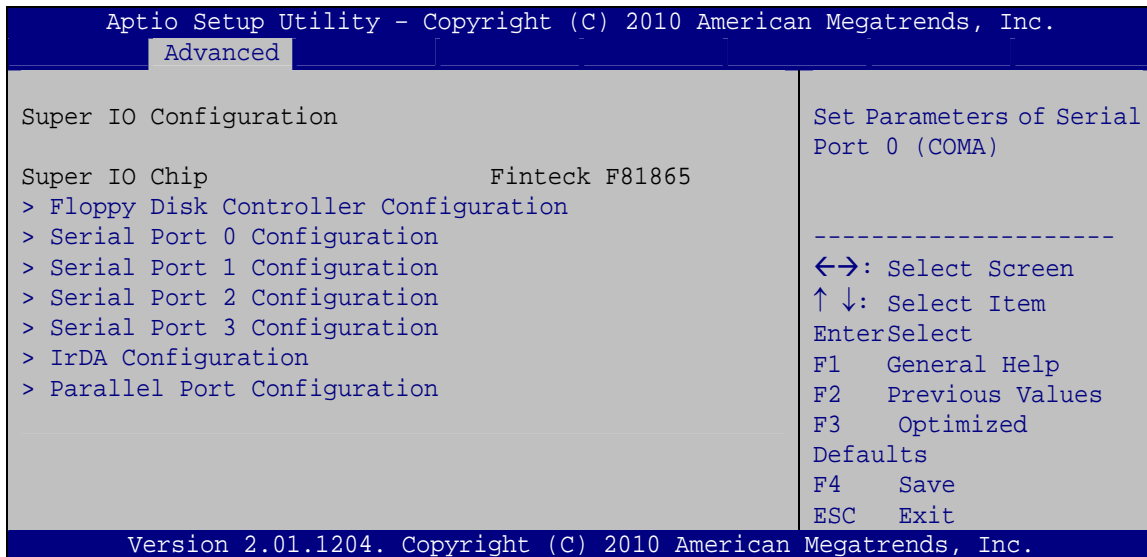 Aptio Setup Utility – Copyright (C) 2010 American Megatrends, Inc.
Advanced
Super IO Configuration
Super IO Chip Finteck F81865
> Floppy Disk Controller Configuration
> Serial Port 0 Configuration
> Serial Port 1 Configuration
> Serial Port 2 Configuration
> Serial Port 3 Configuration
> IrDA Configuration
> Parallel Port Configuration
Set Parameters of Serial
Port 0 (COMA)
---------------------
←→: Select Screen
↑ ↓: Select Item
EnterSelect
F1 General Help
F2 Previous Values
F3 Optimized
Defaults
F4 Save
ESC Exit
Version 2.01.1204. Copyright (C) 2010 American Megatrends, Inc.